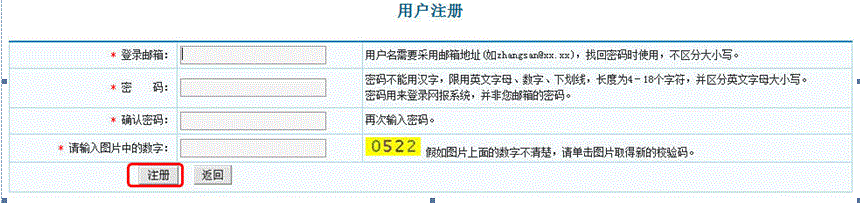 用户注册
* 登录邮箱: 用户名需要采用邮箱地址(如zhangsan@xx.xx), 找回密码时使用, 不区分大小写。
* 密 码: 密码不能用汉字, 限用英文字母、数字、下划线, 长度为4-18个字符, 并区分英文字母大小写。
密码用来登录网报系统, 并非您邮箱的密码。
* 确认密码: 再次输入密码。
* 请输入图片中的数字: 0522 假如图片上面的数字不清楚, 请单击图片取得新的校验码。
注册 返回